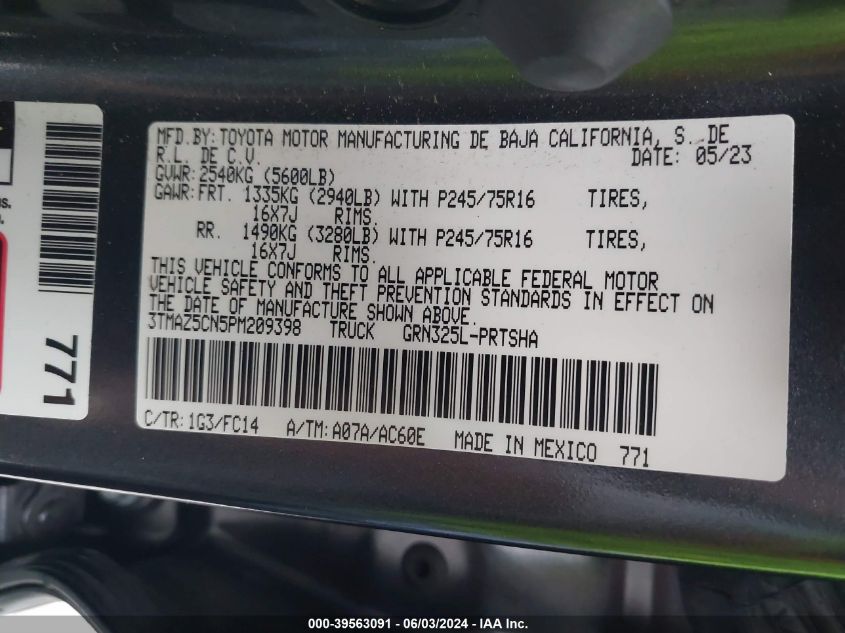 MFD.BY:TOYOTA MOTOR MANUFACTURING DE BAJA CALIFORNIA, S. DE
R.L. DE C.V. DATE: 05/23
GVWR:2540KG (5600LB)
GAWR:FRT. 1335KG (2940LB) WITH P245/75R16 TIRES,
16X7J RIMS.
RR. 1490KG (3280LB) WITH P245/75R16 TIRES,
16X7J RIMS.
THIS VEHICLE CONFORMS TO ALL APPLICABLE FEDERAL MOTOR
VEHICLE SAFETY AND THEFT PREVENTION STANDARDS IN EFFECT ON
THE DATE OF MANUFACTURE SHOWN ABOVE.
3TMAZ5CN5PM209398 TRUCK GRN325L-PRTSHA
C/TR:1G3/FC14 A/TM:A07A/AC60E MADE IN MEXICO 771
771
000-39563091 - 06/03/2024 - IAA Inc.